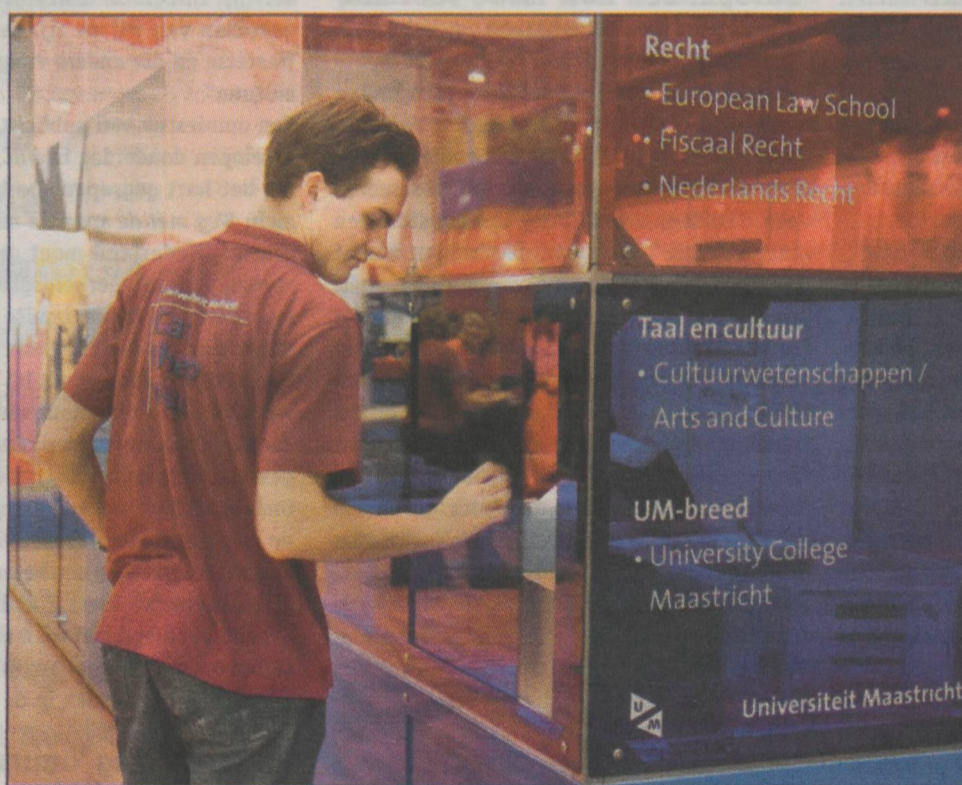 Recht
• European Law School
• Fiscaal Recht
• Nederlands Recht
Taal en cultuur
• Cultuurwetenschappen /
Arts and Culture
UM-breed
• University College
Maastricht
UM
Universiteit Maastricht